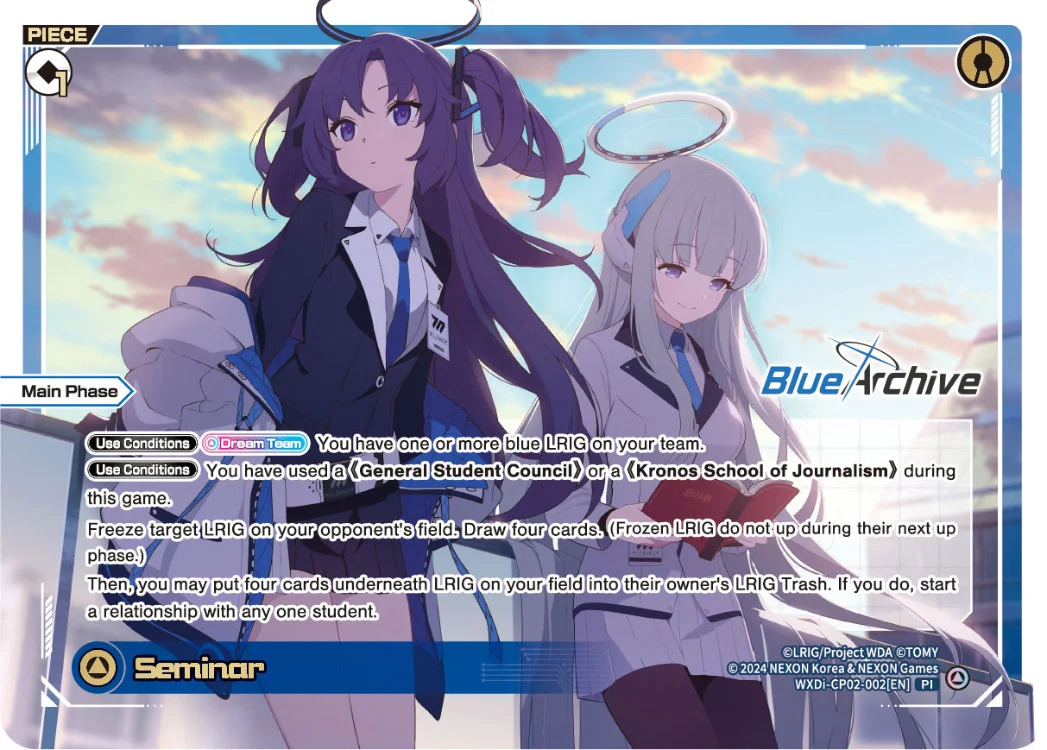 PIECE
1
Main Phase
Blue Archive
Use Conditions Dream Team You have one or more blue LRIG on your team.
Use Conditions You have used a 《General Student Council》 or a 《Kronos School of Journalism》 during
this game.
Freeze target LRIG on your opponent's field. Draw four cards. (Frozen LRIG do not up during their next up
phase.)
Then, you may put four cards underneath LRIG on your field into their owner's LRIG Trash. If you do, start
a relationship with any one student.
Seminar
©LRIG/Project WDA ©TOMY
© 2024 NEXON Korea & NEXON Games
WXDi-CP02-002[EN] PI